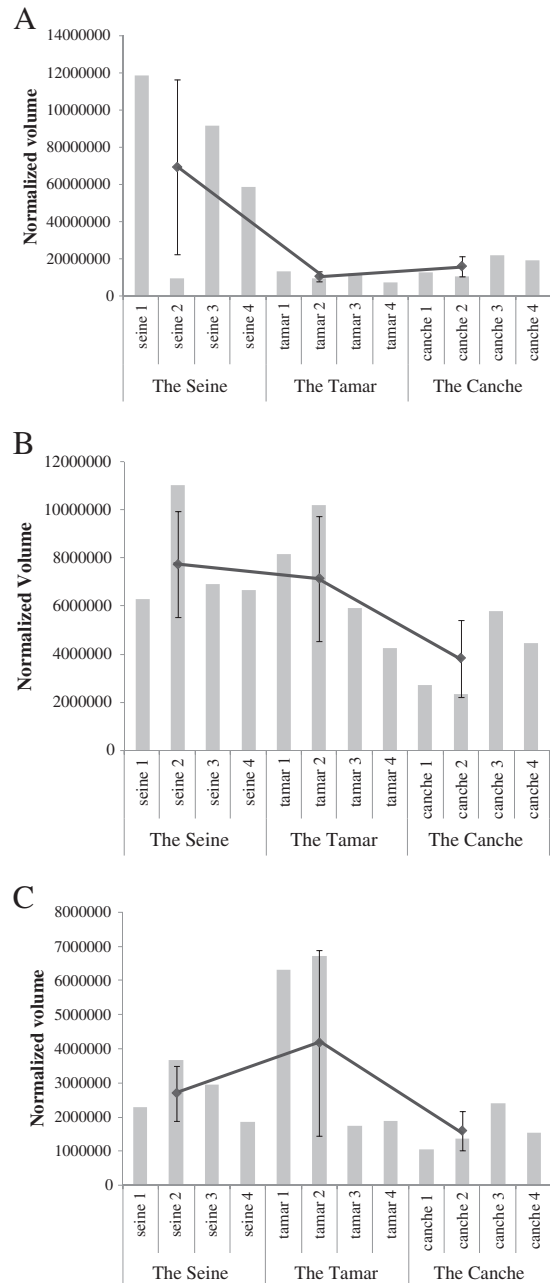 A
14000000
12000000
10000000
80000000
60000000
40000000
20000000
0
Normalized volume
seine 1
seine 2
seine 3
seine 4
tamar 1
tamar 2
tamar 3
tamar 4
canche 1
canche 2
canche 3
canche 4
The Seine
The Tamar
The Canche
B
12000000
10000000
8000000
6000000
4000000
2000000
0
Normalized Volume
seine 1
seine 2
seine 3
seine 4
tamar 1
tamar 2
tamar 3
tamar 4
canche 1
canche 2
canche 3
canche 4
The Seine
The Tamar
The Canche
C
8000000
7000000
6000000
5000000
4000000
3000000
2000000
1000000
0
Normalized volume
seine 1
seine 2
seine 3
seine 4
tamar 1
tamar 2
tamar 3
tamar 4
canche 1
canche 2
canche 3
canche 4
The Seine
The Tamar
The Canche